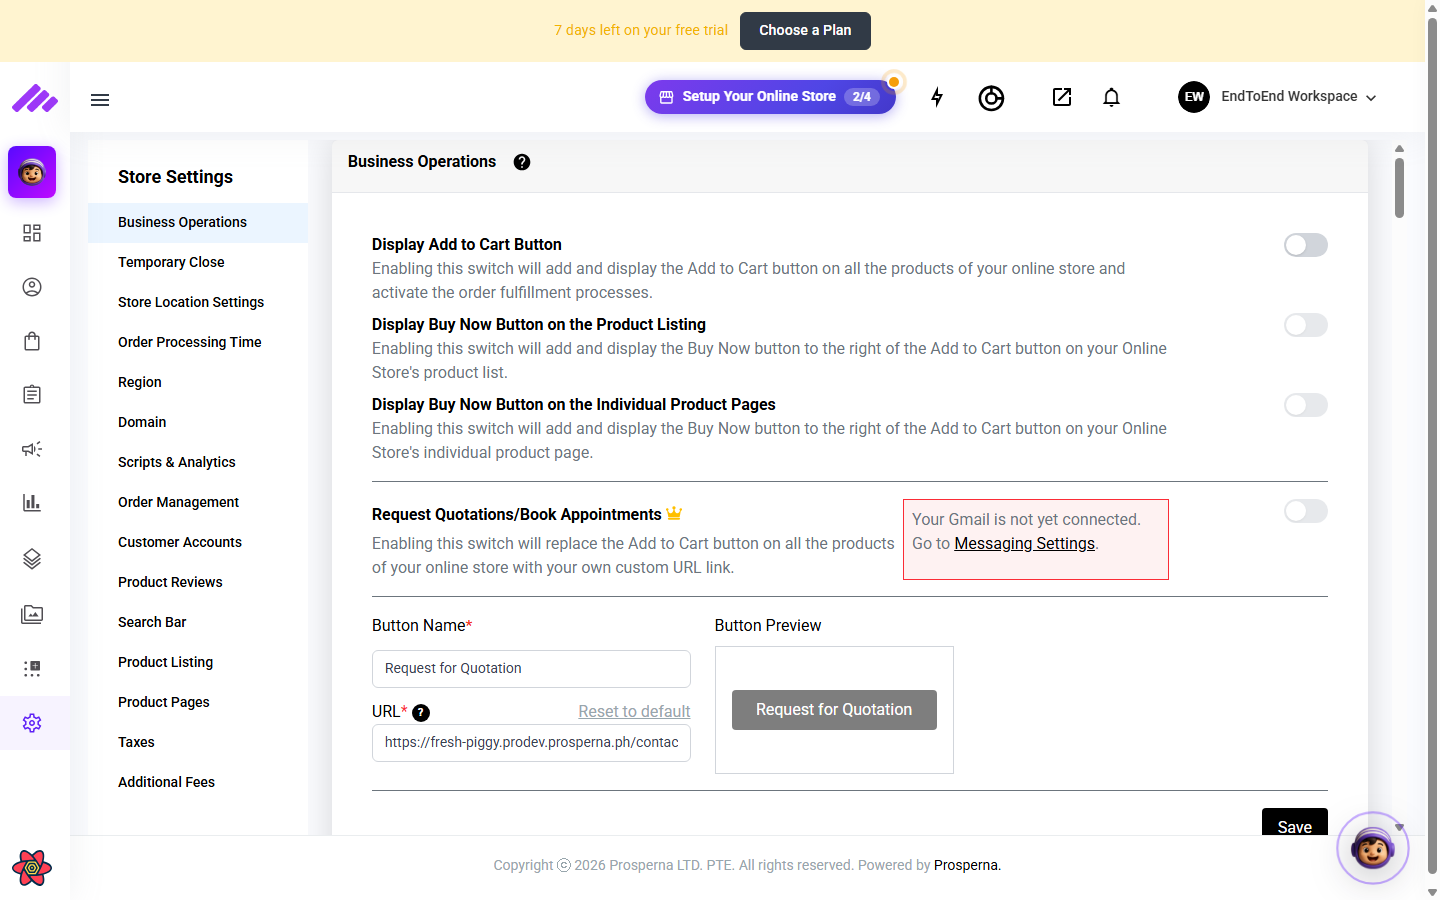 7 days left on your free trial
Choose a Plan
Setup Your Online Store 2/4
EW
EndToEnd Workspace
Store Settings
Business Operations
Temporary Close
Store Location Settings
Order Processing Time
Region
Domain
Scripts & Analytics
Order Management
Customer Accounts
Product Reviews
Search Bar
Product Listing
Product Pages
Taxes
Additional Fees
Business Operations ?
Display Add to Cart Button
Enabling this switch will add and display the Add to Cart button on all the products of your online store and
activate the order fulfillment processes.
Display Buy Now Button on the Product Listing
Enabling this switch will add and display the Buy Now button to the right of the Add to Cart button on your Online
Store's product list.
Display Buy Now Button on the Individual Product Pages
Enabling this switch will add and display the Buy Now button to the right of the Add to Cart button on your Online
Store's individual product page.
Request Quotations/Book Appointments
Enabling this switch will replace the Add to Cart button on all the products
of your online store with your own custom URL link.
Your Gmail is not yet connected.
Go to Messaging Settings.
Button Name*
Request for Quotation
URL* ?
Reset to default
https://fresh-piggy.prodev.prosperna.ph/contac
Button Preview
Request for Quotation
Save
Copyright © 2026 Prosperna LTD. PTE. All rights reserved. Powered by Prosperna.